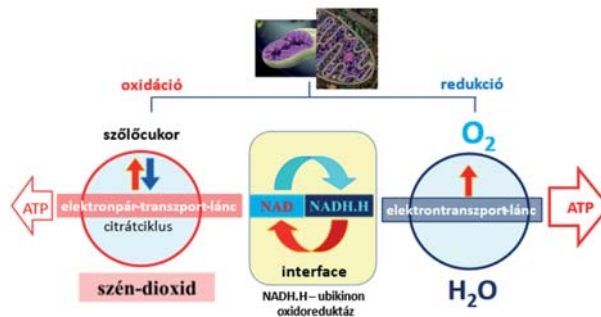 oxidáció
redukció
szőlőcukor
O2
ATP
elektronpár-transzport-lánc
citrátciklus
NAD NADH.H
elektrontranszport-lánc
ATP
interface
szén-dioxid
NADH.H – ubikinon
oxidoreduktáz
H2O